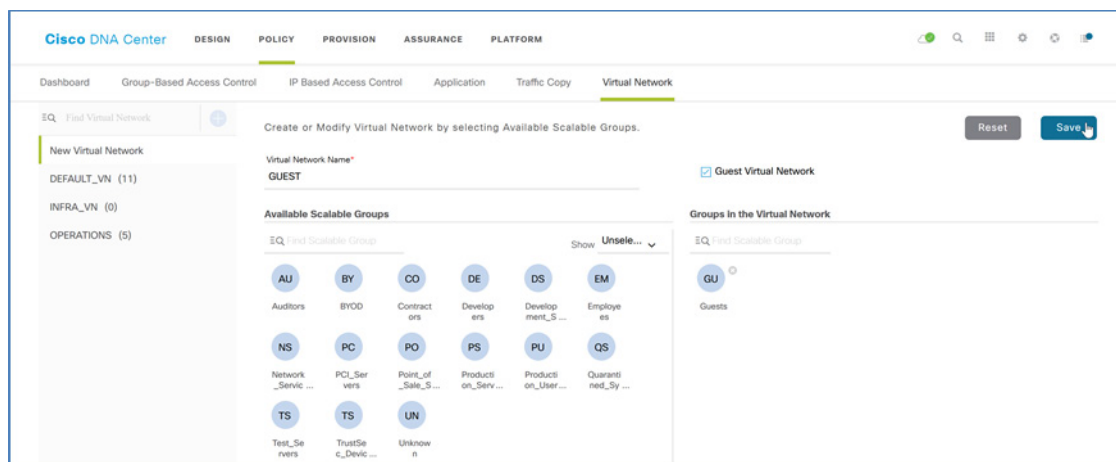 Cisco DNA Center DESIGN POLICY PROVISION ASSURANCE PLATFORM
Dashboard Group-Based Access Control IP Based Access Control Application Traffic Copy Virtual Network
Find Virtual Network
New Virtual Network
DEFAULT_VN (11)
INFRA_VN (0)
OPERATIONS (5)
Create or Modify Virtual Network by selecting Available Scalable Groups.
Reset Save
Virtual Network Name*
GUEST
Guest Virtual Network
Available Scalable Groups
Find Scalable Group
Show Unsele...
AU BY CO DE DS EM
Auditors BYOD Contract Develop Develop Employe
ors ers ment_S ... es
NS PC PO PS PU QS
Network PCI_Ser Point_of Producti Producti Quaranti
_Servic ... vers _Sale_S... on_Serv... on_User... ned_Sy ...
TS TS UN
Test_Se TrustSe Unknow
rvers c_Devic ... n
Groups in the Virtual Network
Find Scalable Group
GU
Guests